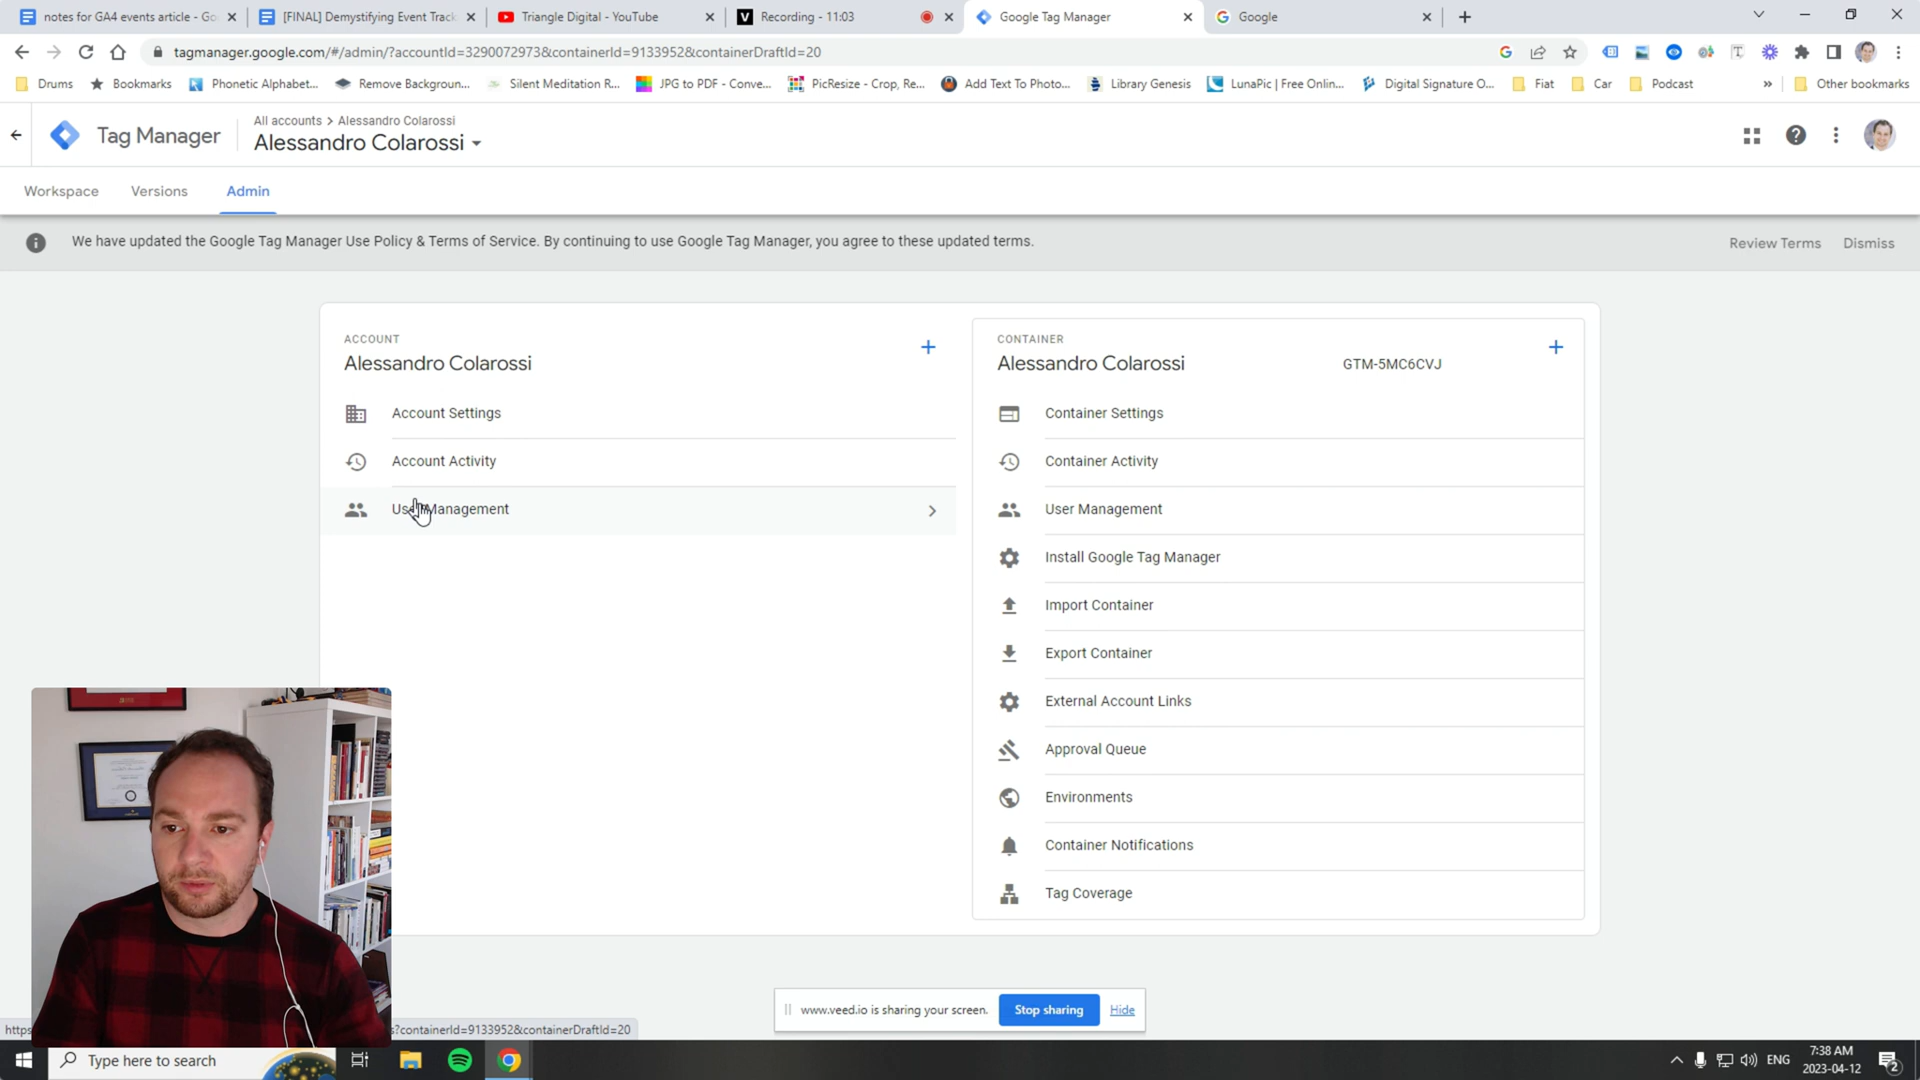 notes for GA4 events article - Go
[FINAL] Demystifying Event Track
Triangle Digital - YouTube
Recording - 11:03
Google Tag Manager
Google
tagmanager.google.com/#/admin/?accountId=3290072973&containerId=9133952&containerDraftId=20
Drums
Bookmarks
Phonetic Alphabet...
Remove Backgroun...
Silent Meditation R...
JPG to PDF - Conve...
PicResize - Crop, Re...
Add Text To Photo...
Library Genesis
LunaPic | Free Onlin...
Digital Signature O...
Fiat
Car
Podcast
»
Other bookmarks
Tag Manager
All accounts > Alessandro Colarossi
Alessandro Colarossi
Workspace
Versions
Admin
We have updated the Google Tag Manager Use Policy & Terms of Service. By continuing to use Google Tag Manager, you agree to these updated terms.
Review Terms
Dismiss
ACCOUNT
Alessandro Colarossi
Account Settings
Account Activity
User Management
CONTAINER
Alessandro Colarossi
GTM-5MC6CVJ
Container Settings
Container Activity
User Management
Install Google Tag Manager
Import Container
Export Container
External Account Links
Approval Queue
Environments
Container Notifications
Tag Coverage
www.veed.io is sharing your screen.
Stop sharing
Hide
https
s?containerId=9133952&containerDraftId=20
Type here to search
ENG
7:38 AM
2023-04-12
2